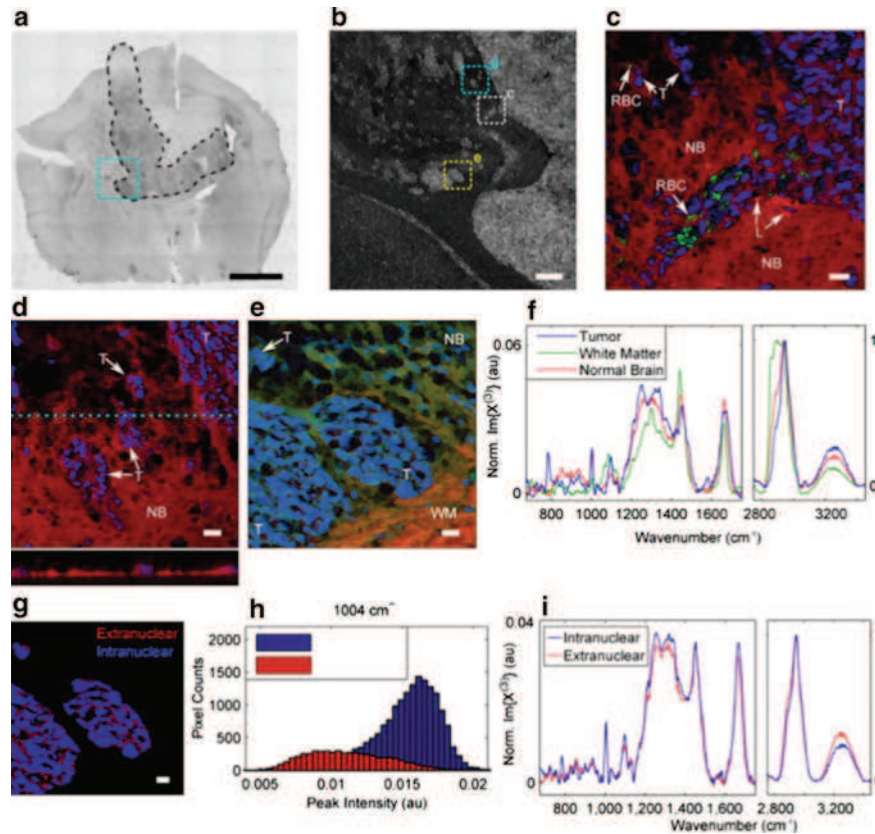 a
b
c
d
c
e
RBC
T
T
NB
RBC
L
NB
d
e
f
T
T
T
NB
T
NB
T
T
WM
Norm. Im{X(3)} (au)
0.06
0
Tumor
White Matter
Normal Brain
1
0
800 1000 1200 1400 1600 2800 3200
Wavenumber (cm-1)
g
h
i
Extranuclear
Intranuclear
1004 cm-
Pixel Counts
2000
1500
1000
500
0
0.005 0.01 0.015 0.02
Peak Intensity (au)
Norm. Im{X(3)} (au)
0.04
0
Intranuclear
Extranuclear
800 1,000 1,200 1,400 1,600 2,800 3,200
Wavenumber (cm-1)